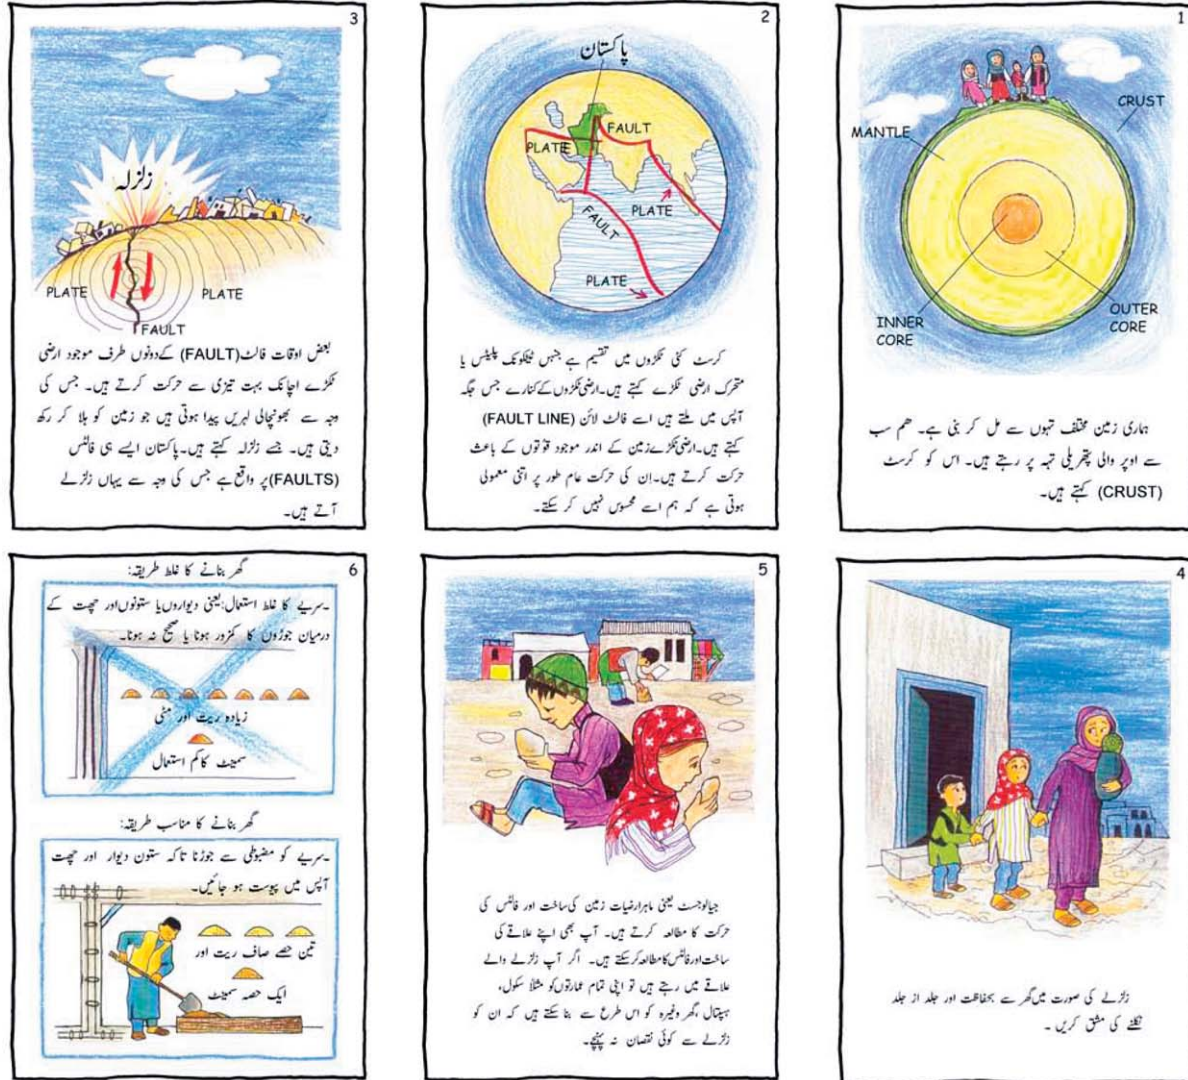 1
CRUST
MANTLE
INNER
CORE
OUTER
CORE
ہماری زمین مختلف تہوں سے مل کر بنی ہے۔ ھم سب
سے اوپر والی پتھریلی تہہ پر رہتے ہیں۔ اس کو کرسٹ
(CRUST) کہتے ہیں۔
2
پاکستان
FAULT
PLATE
PLATE
FAULT
PLATE
کرسٹ کئی ٹکڑوں میں تقسیم ہے جنہیں ٹیکٹونک پلیٹس یا
متحرک ارضی ٹکڑے کہتے ہیں۔ارضی ٹکڑوں کے کنارے جس جگہ
آپس میں ملتے ہیں اسے فالٹ لائن (FAULT LINE)
کہتے ہیں۔ارضی ٹکڑے زمین کے اندر موجود قوتوں کے باعث
حرکت کرتے ہیں۔اِن کی حرکت عام طور پر اتنی معمولی
ہوتی ہے کہ ہم اسے محسوس نہیں کر سکتے۔
3
زلزلہ
PLATE
PLATE
FAULT
بعض اوقات فالٹ(FAULT) کے دونوں طرف موجود ارضی
ٹکڑے اچانک بہت تیزی سے حرکت کرتے ہیں۔ جس کی
وجہ سے بھونچالی لہریں پیدا ہوتی ہیں جو زمین کو ہلا کر رکھ
دیتی ہیں۔ جسے زلزلہ کہتے ہیں۔پاکستان ایسے ہی فالٹس
(FAULTS)پر واقع ہے جس کی وجہ سے یہاں زلزلے
آتے ہیں۔
4
زلزلے کی صورت میں گھر سے بحفاظت اور جلد از جلد
نکلنے کی مشق کریں۔
5
جیالوجسٹ یعنی ماہر ارضیات زمین کی ساخت اور فالٹس کی
حرکت کا مطالعہ کرتے ہیں۔ آپ بھی اپنے علاقے کی
ساخت اور فالٹس کا مطالعہ کر سکتے ہیں۔ اگر آپ زلزلے والے
علاقے میں رہتے ہیں تو اپنی تمام عمارتوں کو مثلاً سکول،
ہسپتال ،گھر وغیرہ کو اس طرح سے بنا سکتے ہیں کہ ان کو
زلزلے سے کوئی نقصان نہ پہنچے۔
6
گھر بنانے کا غلط طریقہ:
۔سریے کا غلط استعمال،یعنی دیواروں یا ستونوں اور چھت کے
درمیان جوڑوں کا کمزور ہونا یا صحیح نہ ہونا۔
زیادہ ریت اور مٹی
سمینٹ کا کم استعمال
گھر بنانے کا مناسب طریقہ:
۔سریے کو مضبوطی سے جوڑنا تاکہ ستون دیوار اور چھت
آپس میں پیوست ہو جائیں۔
تین حصے صاف ریت اور
ایک حصہ سمینٹ